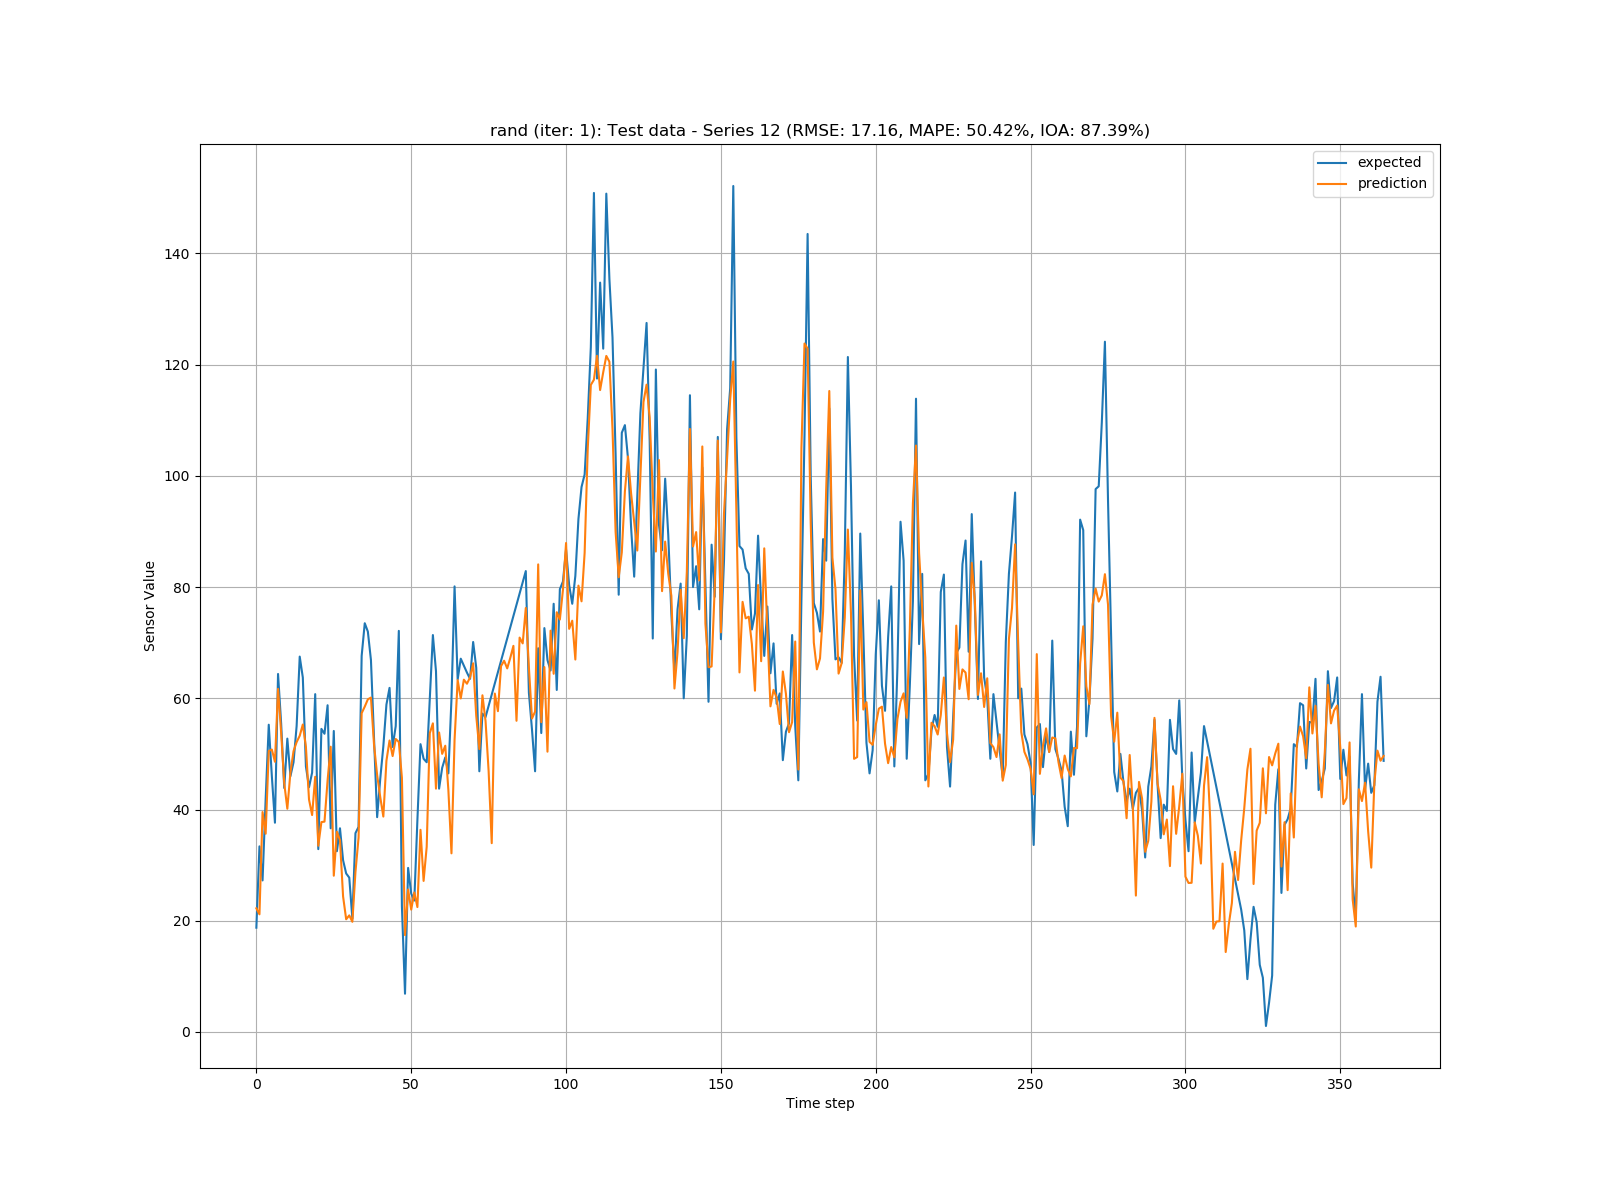 rand (iter: 1): Test data - Series 12 (RMSE: 17.16, MAPE: 50.42%, IOA: 87.39%)
expected
prediction
140
120
100
80
60
40
20
0
Sensor Value
0 50 100 150 200 250 300 350
Time step